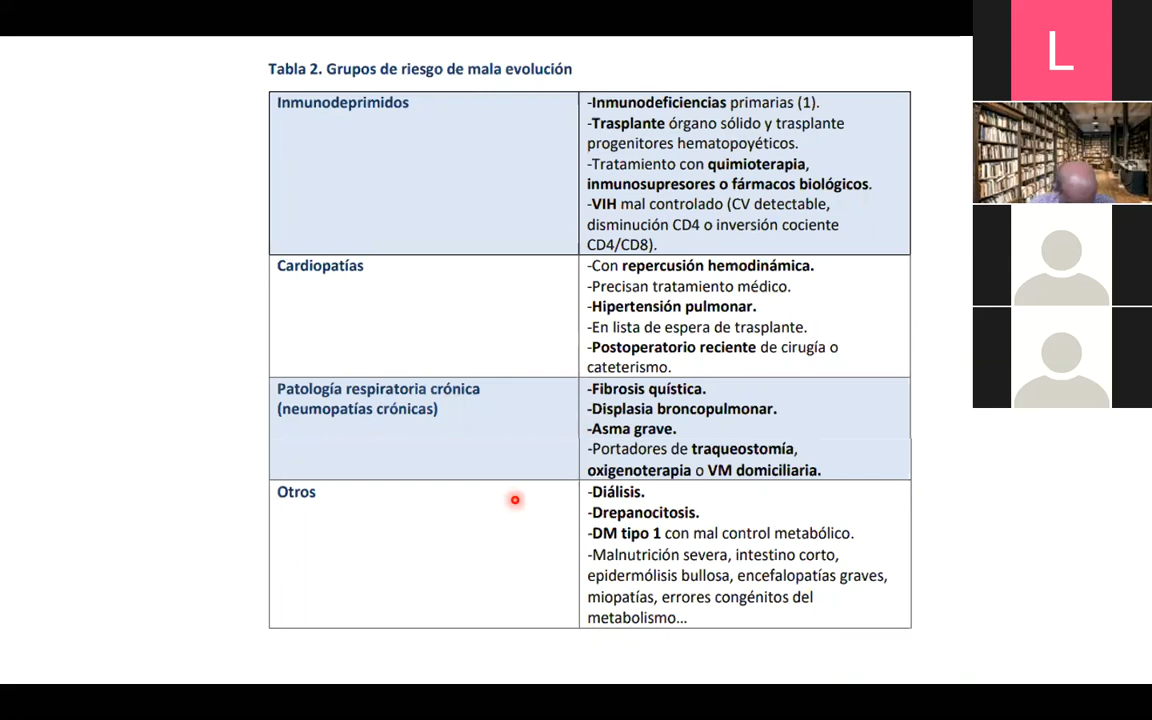 Tabla 2. Grupos de riesgo de mala evolución
Inmunodeprimidos
-Inmunodeficiencias primarias (1).
-Trasplante órgano sólido y trasplante
progenitores hematopoyéticos.
-Tratamiento con quimioterapia,
inmunosupresores o fármacos biológicos.
-VIH mal controlado (CV detectable,
disminución CD4 o inversión cociente
CD4/CD8).
Cardiopatías
-Con repercusión hemodinámica.
-Precisan tratamiento médico.
-Hipertensión pulmonar.
-En lista de espera de trasplante.
-Postoperatorio reciente de cirugía o
cateterismo.
Patología respiratoria crónica
(neumopatías crónicas)
-Fibrosis quística.
-Displasia broncopulmonar.
-Asma grave.
-Portadores de traqueostomía,
oxigenoterapia o VM domiciliaria.
Otros
-Diálisis.
-Drepanocitosis.
-DM tipo 1 con mal control metabólico.
-Malnutrición severa, intestino corto,
epidermólisis bullosa, encefalopatías graves,
miopatías, errores congénitos del
metabolismo...
L